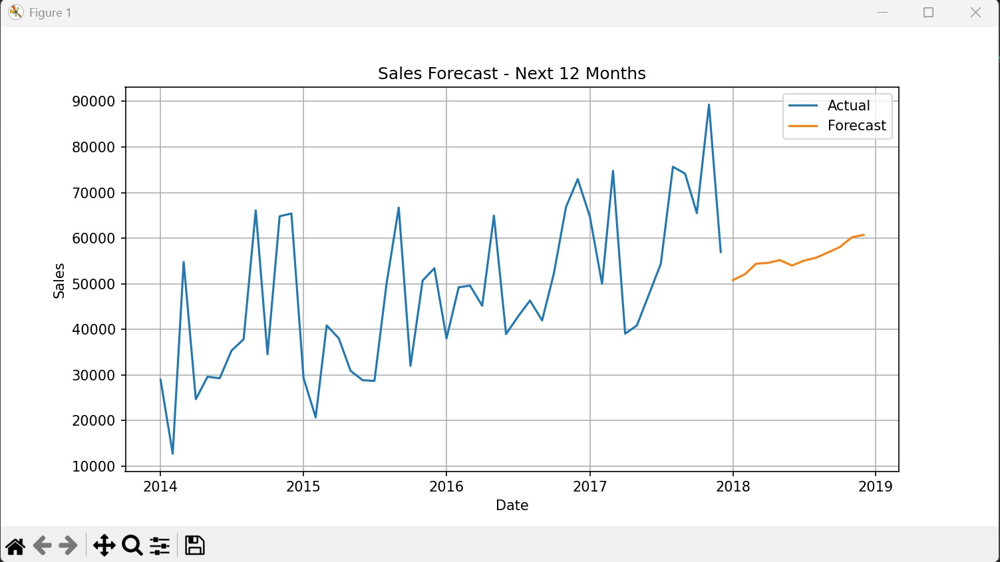 Figure 1
Sales Forecast - Next 12 Months
Actual
Forecast
90000
80000
70000
60000
50000
40000
30000
20000
10000
Sales
2014 2015 2016 2017 2018 2019
Date